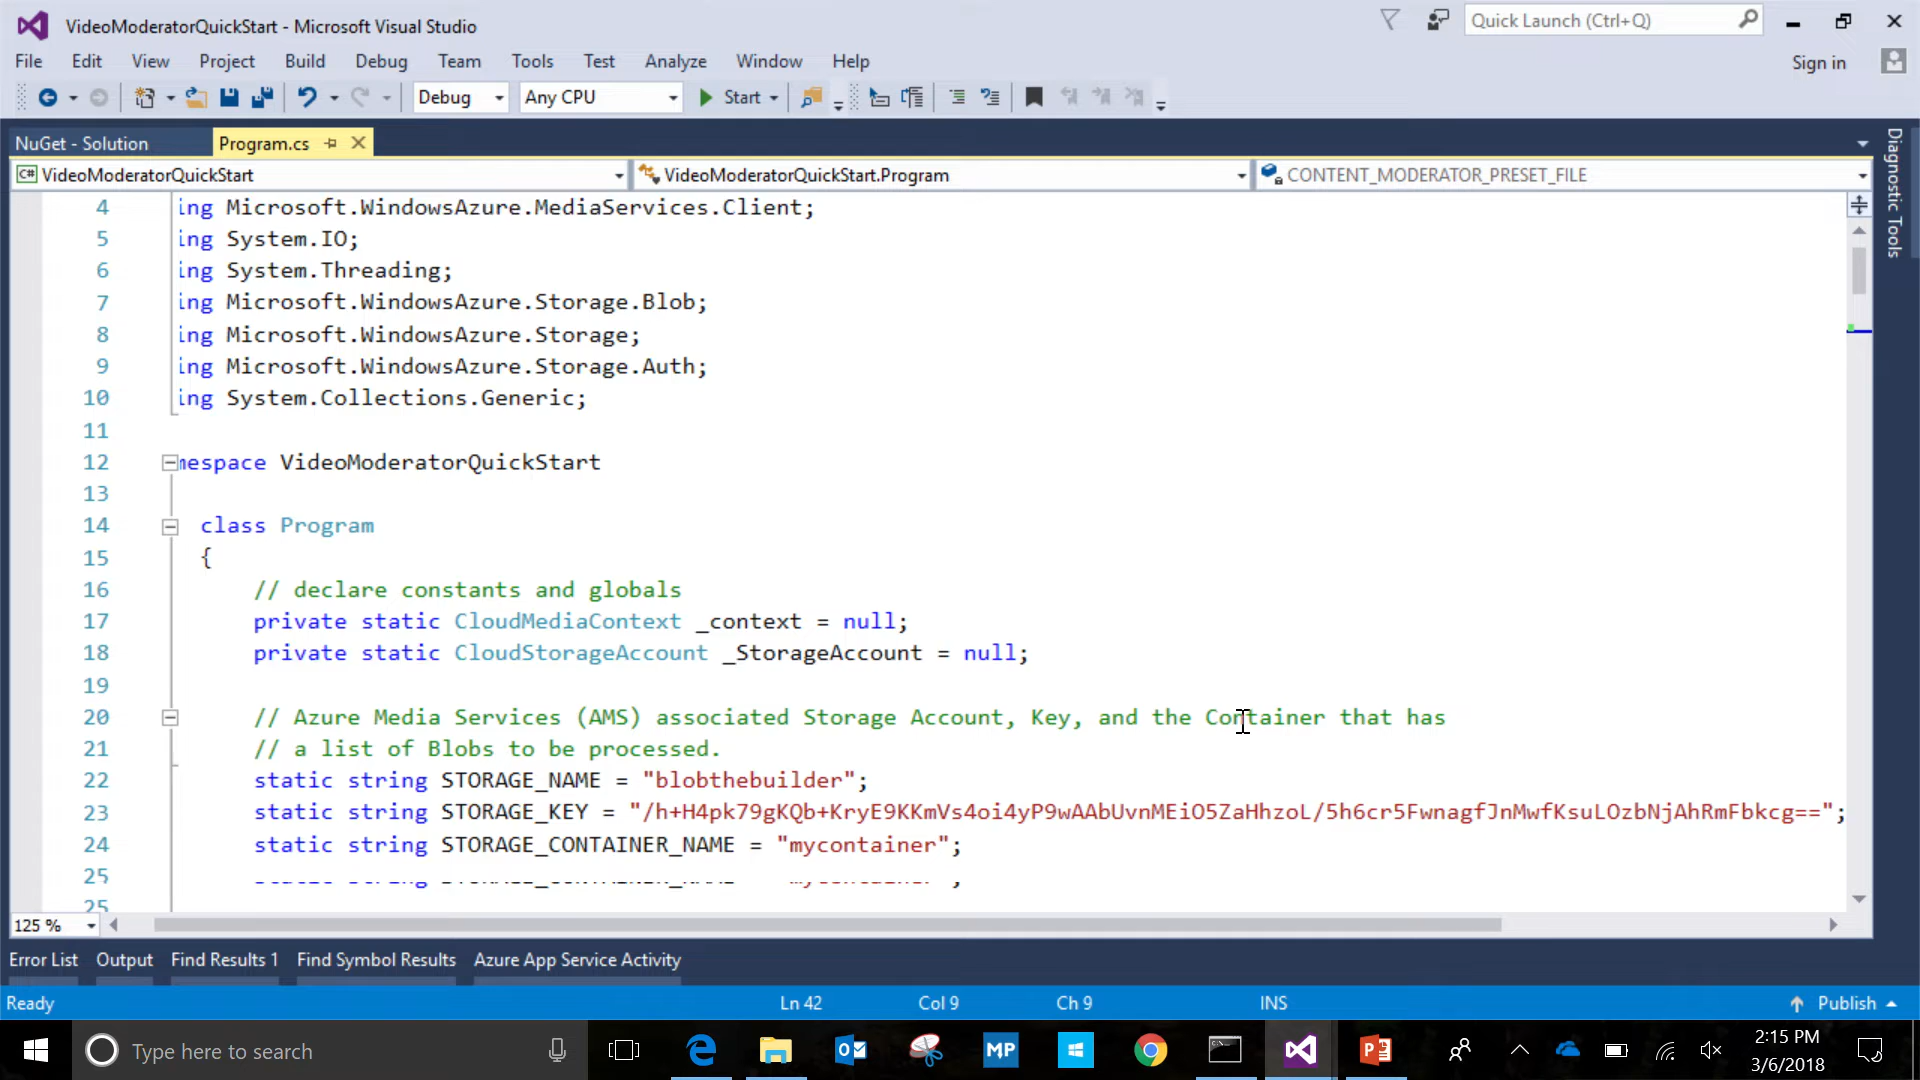 VideoModeratorQuickStart - Microsoft Visual Studio
Quick Launch (Ctrl+Q)
File Edit View Project Build Debug Team Tools Test Analyze Window Help
Sign in
Debug Any CPU Start
NuGet - Solution Program.cs
Diagnostic Tools
C# VideoModeratorQuickStart VideoModeratorQuickStart.Program CONTENT_MODERATOR_PRESET_FILE
4 ing Microsoft.WindowsAzure.MediaServices.Client;
5 ing System.IO;
6 ing System.Threading;
7 ing Microsoft.WindowsAzure.Storage.Blob;
8 ing Microsoft.WindowsAzure.Storage;
9 ing Microsoft.WindowsAzure.Storage.Auth;
10 ing System.Collections.Generic;
11
12 mespace VideoModeratorQuickStart
13
14 class Program
15 {
16 // declare constants and globals
17 private static CloudMediaContext _context = null;
18 private static CloudStorageAccount _StorageAccount = null;
19
20 // Azure Media Services (AMS) associated Storage Account, Key, and the Container that has
21 // a list of Blobs to be processed.
22 static string STORAGE_NAME = "blobthebuilder";
23 static string STORAGE_KEY = "/h+H4pk79gKQb+KryE9KKmVs4oi4yP9wAAbUvnMEiO5ZaHhzoL/5h6cr5FwnagfJnMwfKsuLOzbNjAhRmFbkcg==";
24 static string STORAGE_CONTAINER_NAME = "mycontainer";
25
25
125 %
Error List Output Find Results 1 Find Symbol Results Azure App Service Activity
Ready Ln 42 Col 9 Ch 9 INS Publish
Type here to search
MP
2:15 PM
3/6/2018